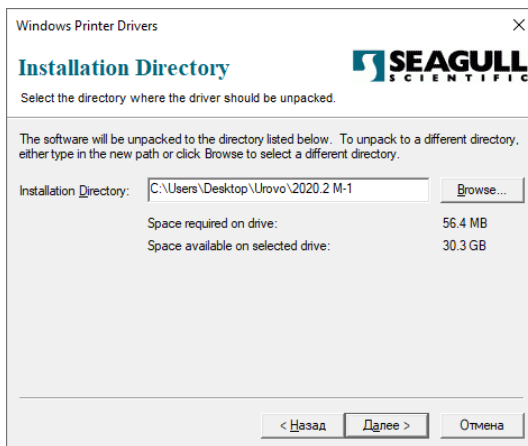 Windows Printer Drivers
Installation Directory
SEAGULL
SCIENTIFIC
Select the directory where the driver should be unpacked.
The software will be unpacked to the directory listed below. To unpack to a different directory,
either type in the new path or click Browse to select a different directory.
Installation Directory: C:\Users\Desktop\Urovo\2020.2 M-1 Browse...
Space required on drive: 56.4 MB
Space available on selected drive: 30.3 GB
< Назад Далее > Отмена